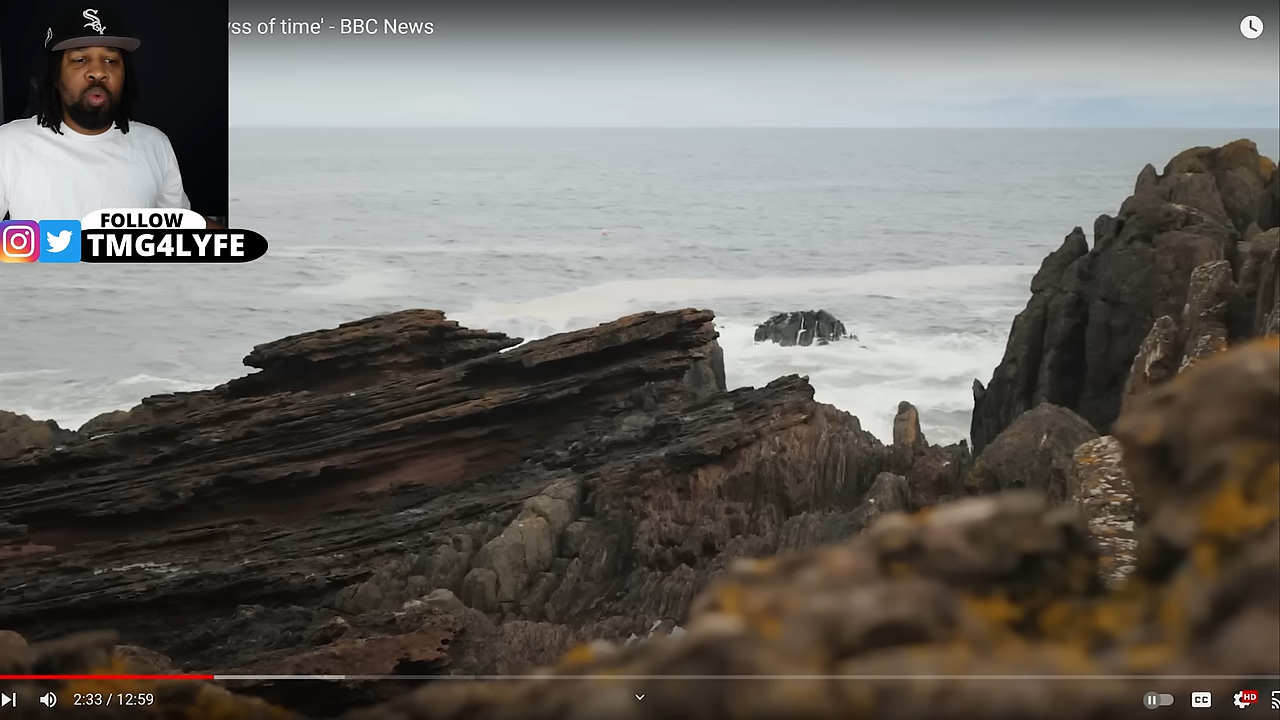 yss of time' - BBC News
FOLLOW
TMG4LYFE
2:33 / 12:59
CC
HD